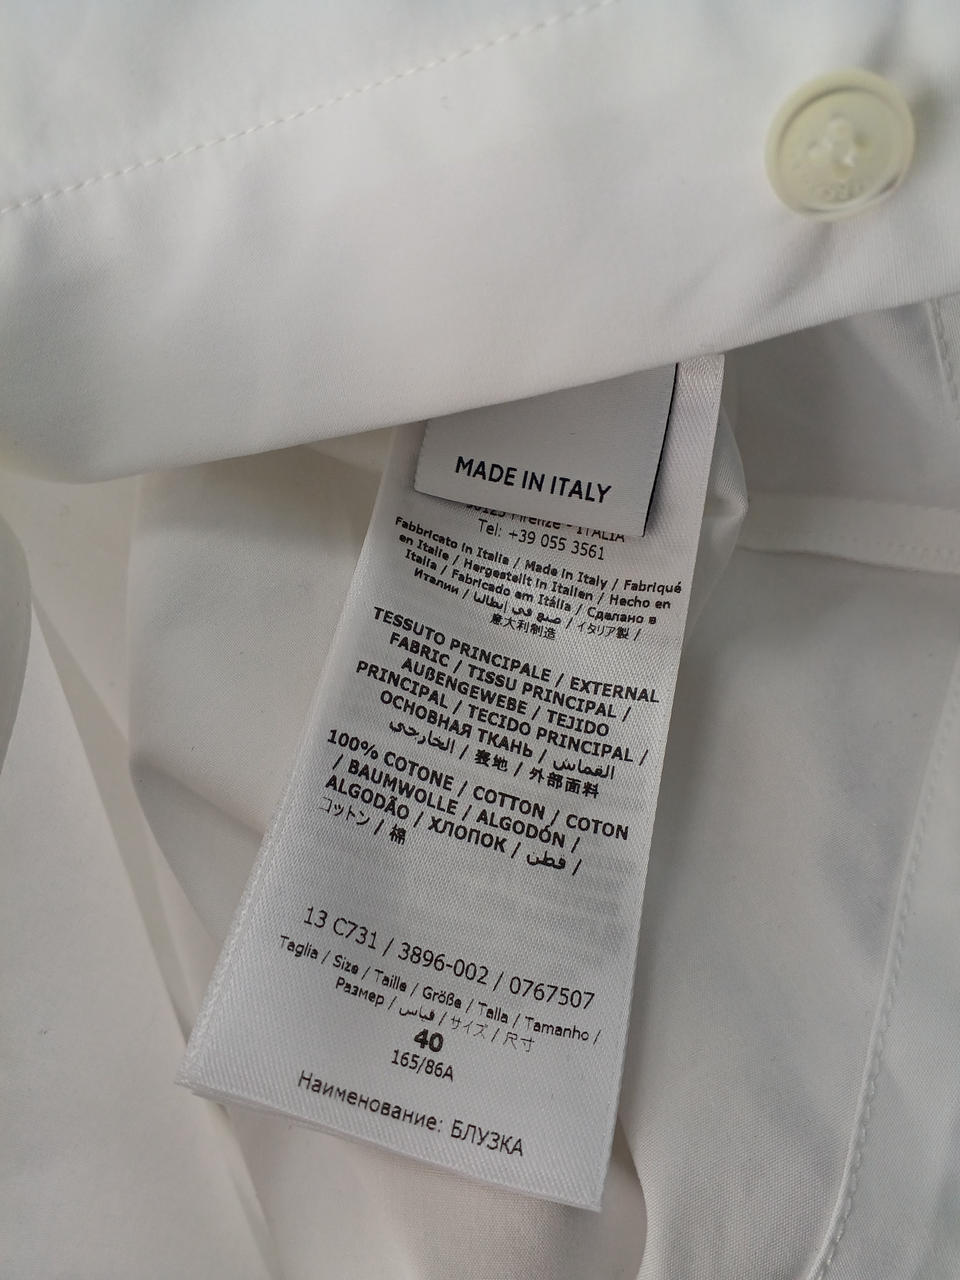 MADE IN ITALY
Firenze - ITALIA
Tel: +39 055 3561
Fabbricato in Italia / Made in Italy / Fabriqué
en Italie / Hergestellt in Italien / Hecho en
Italia / Fabricado em Itália / Сделано в
Италии / صنع في إيطاليا / イタリア製 /
意大利制造
TESSUTO PRINCIPALE / EXTERNAL
FABRIC / TISSU PRINCIPAL /
AUßENGEWEBE / TEJIDO
PRINCIPAL / TECIDO PRINCIPAL /
ОСНОВНАЯ ТКАНЬ / القماش
الخارجي / 表地 / 外部面料
100% COTONE / COTTON / COTON
/ BAUMWOLLE / ALGODÓN /
ALGODÃO / ХЛОПОК / قطن /
コットン / 棉
13 C731 / 3896-002 / 0767507
Taglia / Size / Taille / Größe / Talla / Tamanho /
Размер / قياس / サイズ / 尺寸
40
165/86A
Наименование: БЛУЗКА